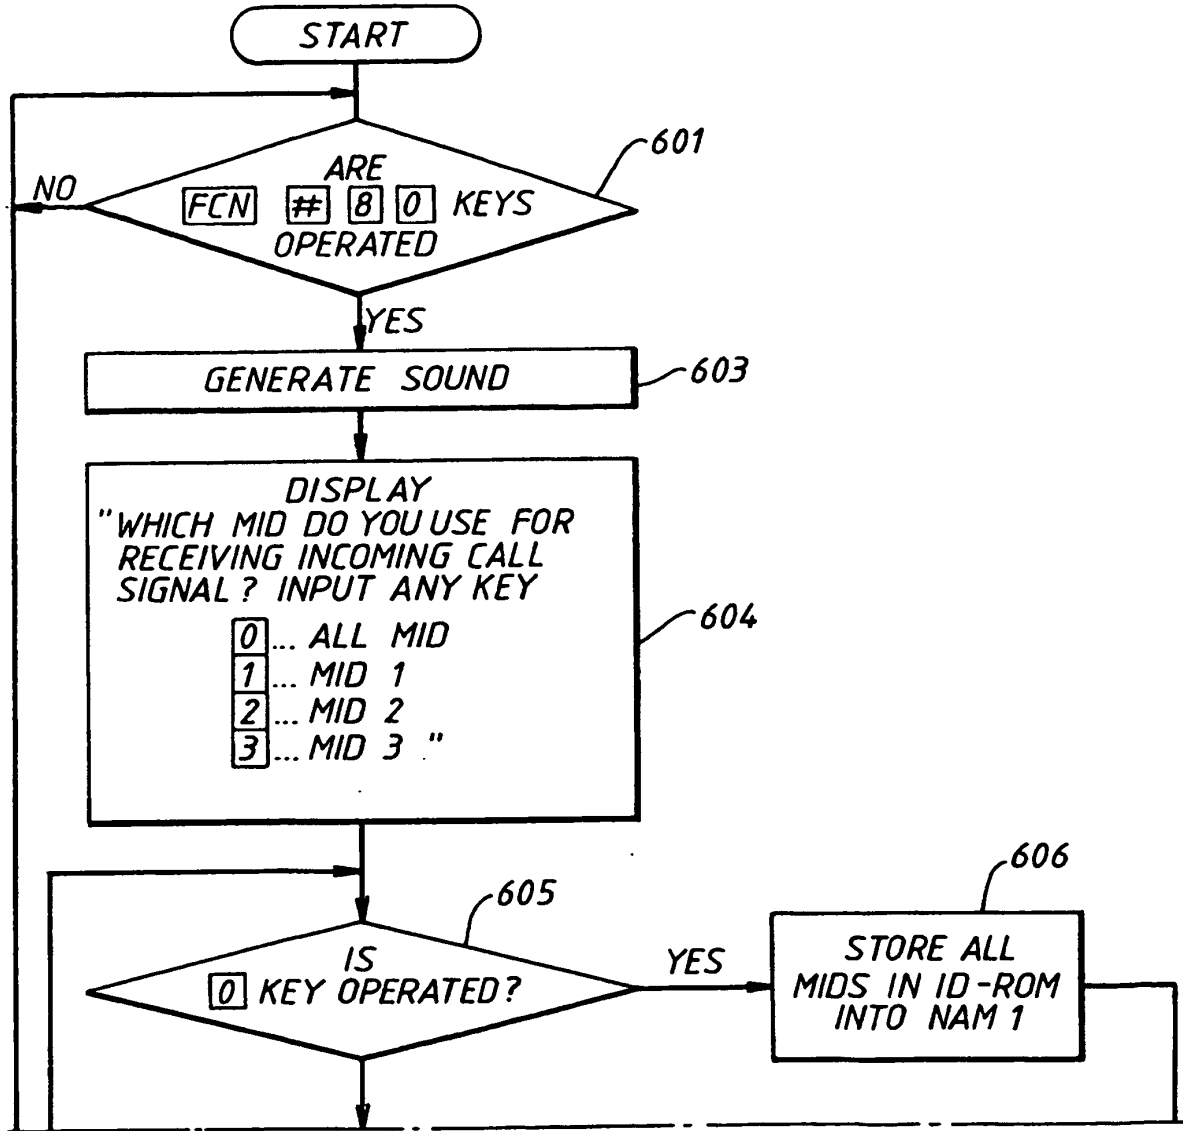 START
601
ARE
NO
FCN # 8 0 KEYS
OPERATED
YES
GENERATE SOUND
603
DISPLAY
"WHICH MID DO YOU USE FOR
RECEIVING INCOMING CALL
SIGNAL? INPUT ANY KEY
604
0... ALL MID
1... MID 1
2... MID 2
3... MID 3 "
605
606
IS
0 KEY OPERATED?
YES
STORE ALL
MIDS IN ID-ROM
INTO NAM 1